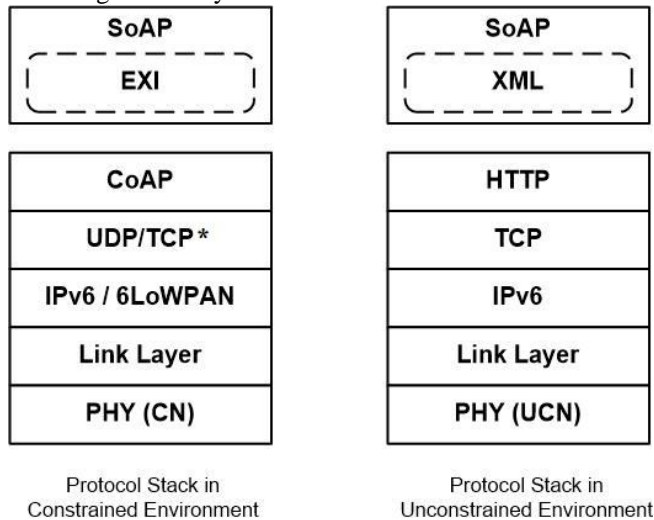 SoAP
EXI
CoAP
UDP/TCP*
IPv6 / 6LoWPAN
Link Layer
PHY (CN)
Protocol Stack in
Constrained Environment
SoAP
XML
HTTP
TCP
IPv6
Link Layer
PHY (UCN)
Protocol Stack in
Unconstrained Environment